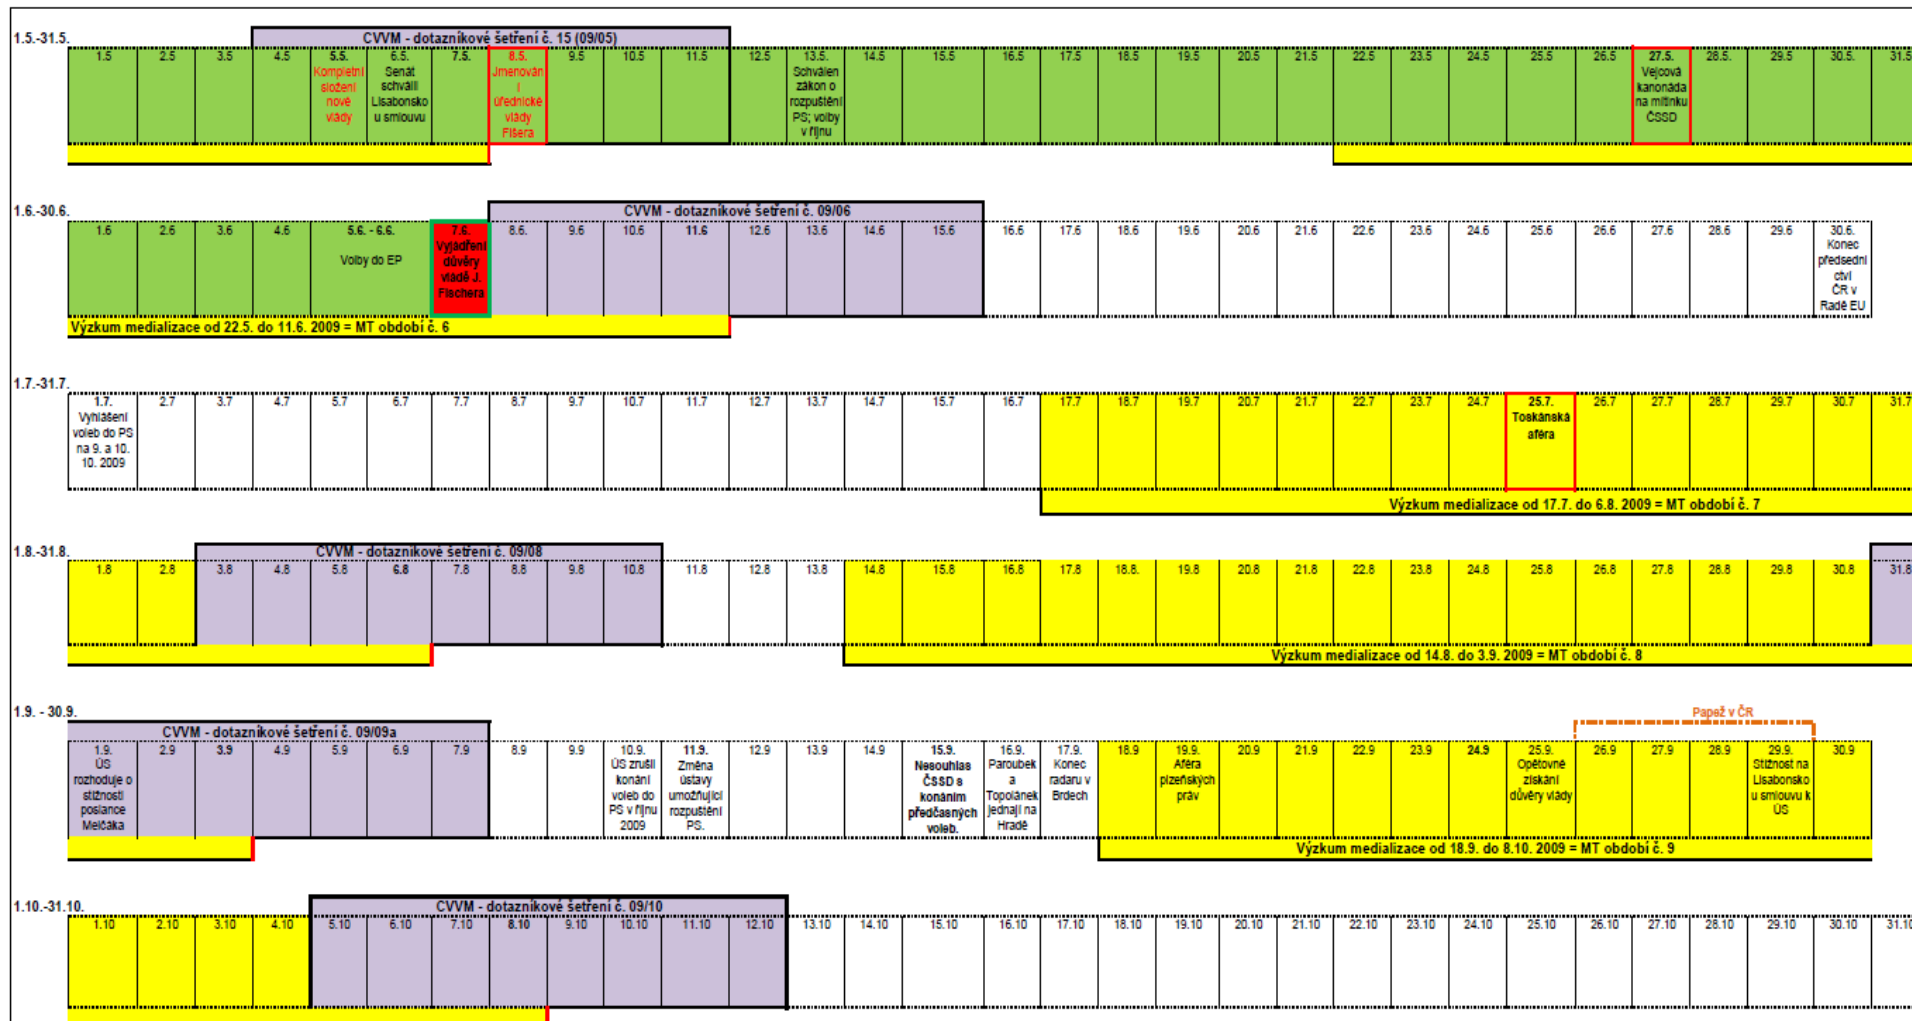 1.5.-31.5.
CVVM - dotazníkové šetření č. 15 (09/05)
1.5 2.5 3.5 4.5 5.5. 6.5. 7.5. 8.5. 9.5 10.5 11.5 12.5 13.5. 14.5 15.5 16.5 17.5 18.5 19.5 20.5 21.5 22.5 23.5 24.5 25.5 26.5 27.5. 28.5. 29.5 30.5. 31.5
Kompletní
složení
nové
vlády
Senát
schválil
Lisabonsko
u smlouvu
Jmenován
í
úřednické
vlády
Fišera
Schválen
zákon o
rozpuštění
PS; volby
v říjnu
Vejcová
kanonáda
na mítinku
ČSSD
1.6.-30.6.
CVVM - dotazníkové šetření č. 09/06
1.6 2.6 3.6 4.6 5.6. - 6.6. 7.6. 8.6. 9.6 10.6 11.6 12.6 13.6 14.6 15.6 16.6 17.6 18.6 19.6 20.6 21.6 22.6 23.6 24.6 25.6 26.6 27.6 28.6 29.6 30.6.
Volby do EP
Vyjádření
důvěry
vládě J.
Fischera
Konec
předsedni
ctví
ČR v
Radě EU
Výzkum medializace od 22.5. do 11.6. 2009 = MT období č. 6
1.7.-31.7.
1.7. 2.7 3.7 4.7 5.7 6.7 7.7 8.7 9.7 10.7 11.7 12.7 13.7 14.7 15.7 16.7 17.7 18.7 19.7 20.7 21.7 22.7 23.7 24.7 25.7. 26.7 27.7 28.7 29.7 30.7 31.7
Vyhlášení
voleb do PS
na 9. a 10.
10. 2009
Toskánská
aféra
Výzkum medializace od 17.7. do 6.8. 2009 = MT období č. 7
1.8.-31.8.
CVVM - dotazníkové šetření č. 09/08
1.8 2.8 3.8 4.8 5.8 6.8 7.8 8.8 9.8 10.8 11.8 12.8 13.8 14.8 15.8 16.8 17.8 18.8. 19.8 20.8 21.8 22.8 23.8 24.8 25.8 26.8 27.8 28.8 29.8 30.8 31.8
Výzkum medializace od 14.8. do 3.9. 2009 = MT období č. 8
1.9. - 30.9.
Papež v ČR
CVVM - dotazníkové šetření č. 09/09a
1.9. 2.9 3.9 4.9 5.9 6.9 7.9 8.9 9.9 10.9. 11.9. 12.9 13.9 14.9 15.9. 16.9. 17.9. 18.9 19.9. 20.9 21.9 22.9 23.9 24.9 25.9. 26.9 27.9 28.9 29.9. 30.9
ÚS
rozhoduje o
stížnosti
poslance
Melčáka
ÚS zrušil
konání
voleb do
PS v říjnu
2009
Změna
ústavy
umožňující
rozpuštění
PS.
Nesouhlas
ČSSD s
konáním
předčasných
voleb.
Paroubek
a
Topolánek
jednají na
Hradě
Konec
radaru v
Brdech
Aféra
plzeňských
práv
Opětovné
získání
důvěry vlády
Stížnost na
Lisabonsko
u smlouvu k
ÚS
Výzkum medializace od 18.9. do 8.10. 2009 = MT období č. 9
1.10.-31.10.
CVVM - dotazníkové šetření č. 09/10
1.10 2.10 3.10 4.10 5.10 6.10 7.10 8.10 9.10 10.10 11.10 12.10 13.10 14.10 15.10 16.10 17.10 18.10 19.10 20.10 21.10 22.10 23.10 24.10 25.10 26.10 27.10 28.10 29.10 30.10 31.10